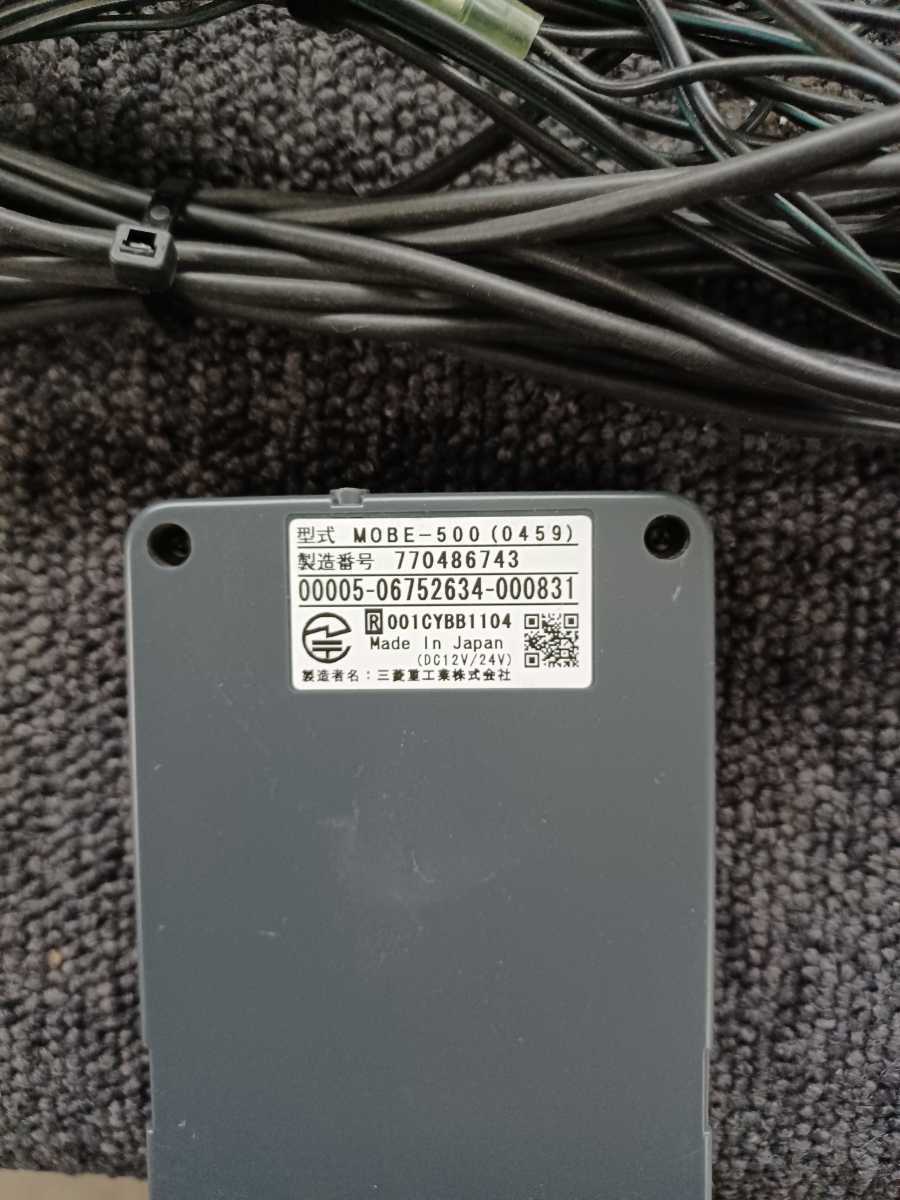 型式 MOBE-500(0459)
製造番号 770486743
00005-06752634-000831
R 001CYBB1104
Made In Japan
(DC12V/24V)
製造者名:三菱重工業株式会社